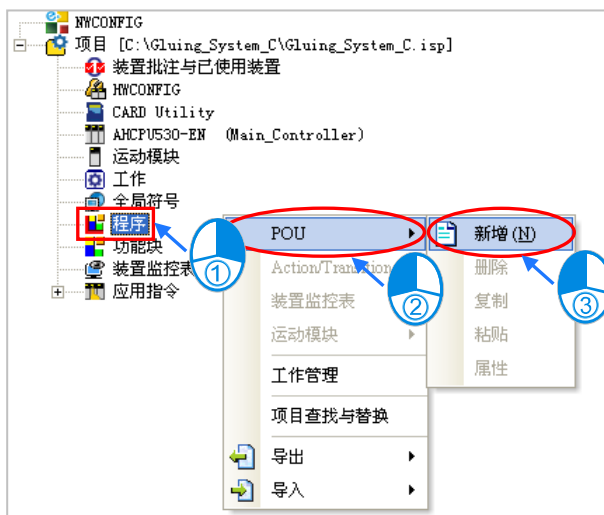 NWCONFIG
项目 [C:\Gluing_System_C\Gluing_System_C.isp]
装置批注与已使用装置
HWCONFIG
CARD Utility
AHCPU530-EN (Main_Controller)
运动模块
工作
全局符号
程序
功能块
装置监控表
应用指令
①
POU
Action/Transition
装置监控表
运动模块
工作管理
项目查找与替换
导出
导入
②
新增(N)
删除
复制
粘贴
属性
③